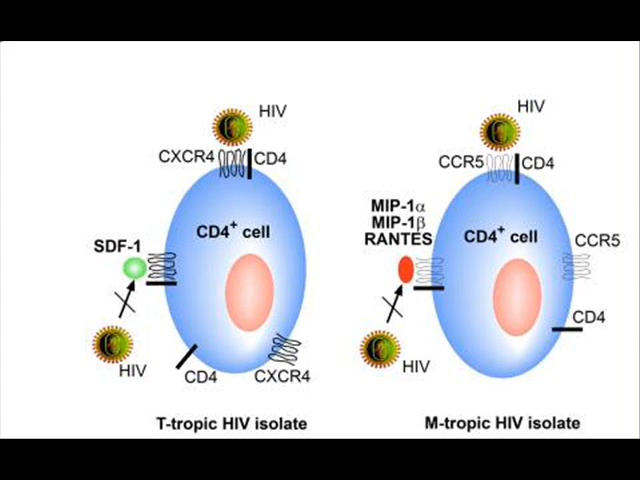 HIV
CXCR4
CD4
SDF-1
CD4+ cell
HIV
CD4
CXCR4
T-tropic HIV isolate
HIV
CCR5
CD4
MIP-1α
MIP-1β
RANTES
CD4+ cell
CCR5
CD4
HIV
M-tropic HIV isolate